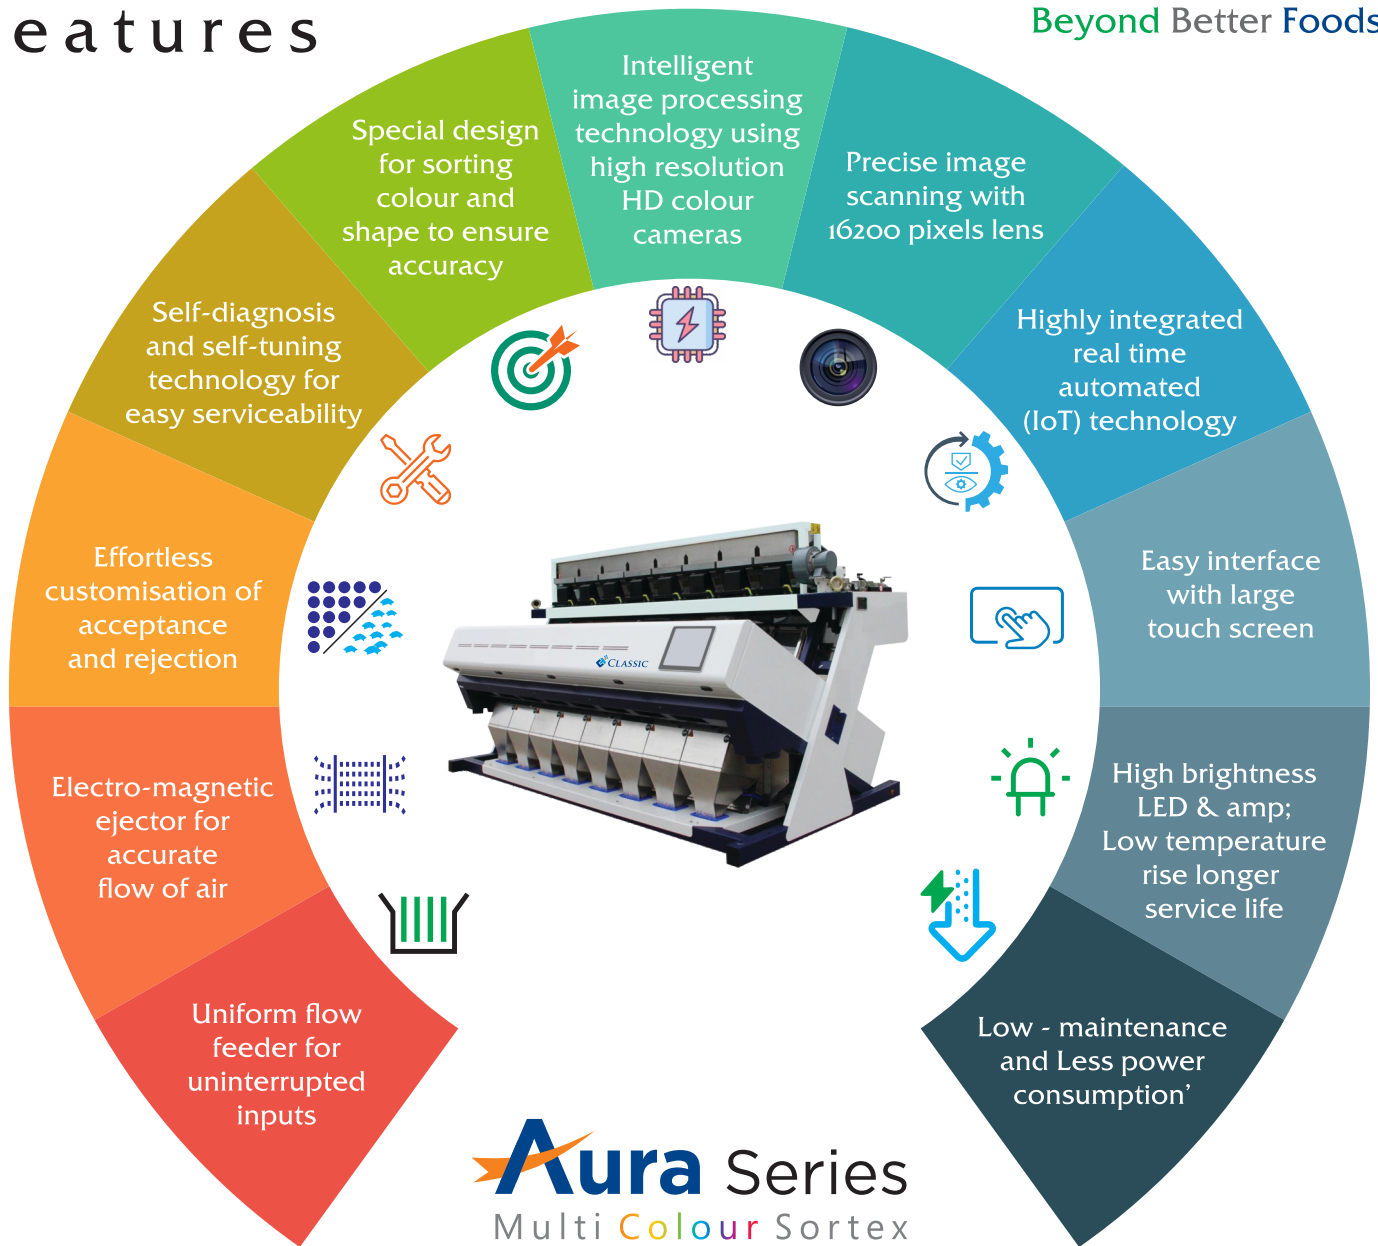 eatures
Beyond Better Foods
Intelligent
image processing
technology using
high resolution
HD colour
cameras
Special design
for sorting
colour and
shape to ensure
accuracy
Precise image
scanning with
16200 pixels lens
Self-diagnosis
and self-tuning
technology for
easy serviceability
Highly integrated
real time
automated
(IoT) technology
Effortless
customisation of
acceptance
and rejection
Easy interface
with large
touch screen
CLASSIC
Electro-magnetic
ejector for
accurate
flow of air
High brightness
LED & amp;
Low temperature
rise longer
service life
Uniform flow
feeder for
uninterrupted
inputs
Low - maintenance
and Less power
consumption’
Aura Series
Multi Colour Sortex